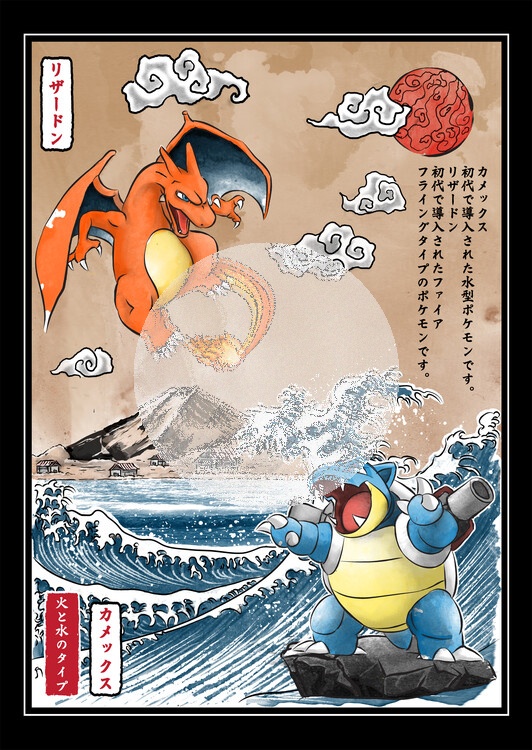 リザードン
カメックス
初代で導入された水型ポケモンです。
リザードン
初代で導入されたファイア
フライングタイプのポケモンです。
カメックス
火と水のタイプ